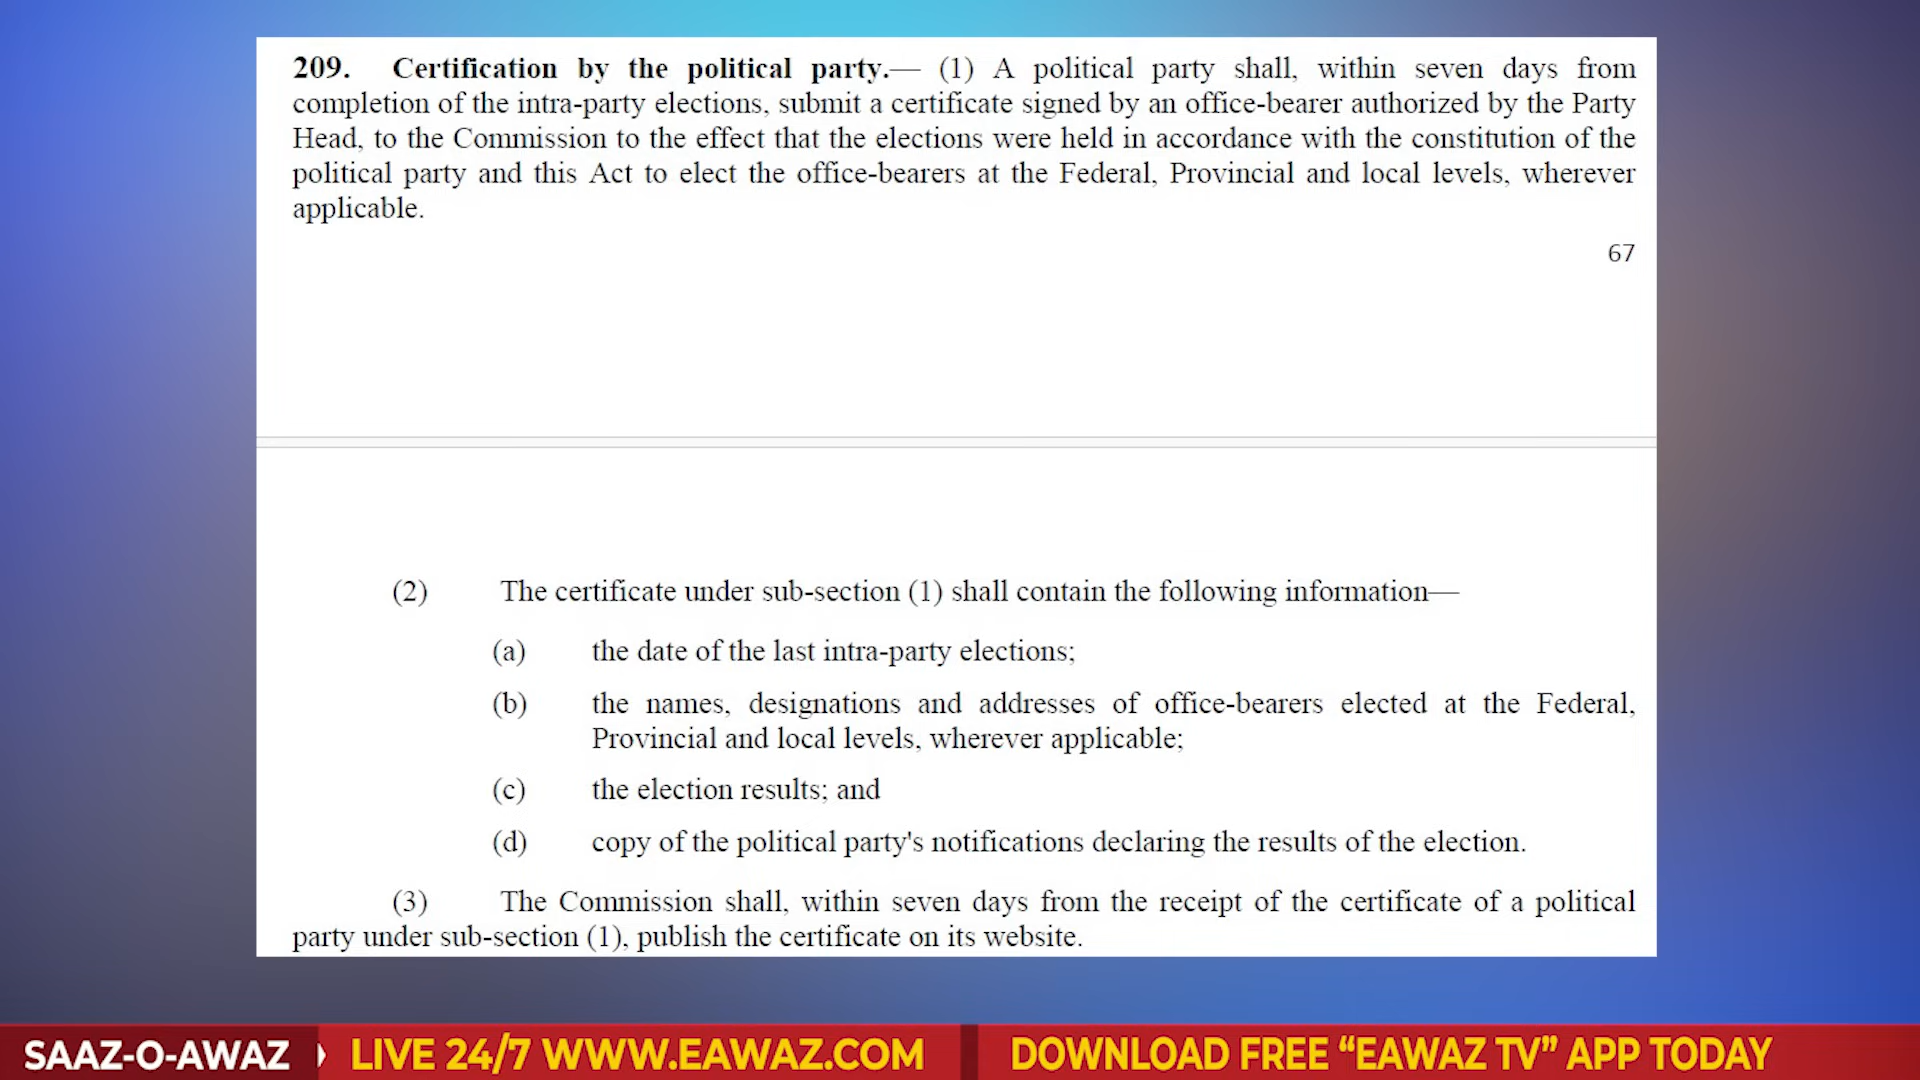 209. Certification by the political party.— (1) A political party shall, within seven days from
completion of the intra-party elections, submit a certificate signed by an office-bearer authorized by the Party
Head, to the Commission to the effect that the elections were held in accordance with the constitution of the
political party and this Act to elect the office-bearers at the Federal, Provincial and local levels, wherever
applicable.
67
(2) The certificate under sub-section (1) shall contain the following information—
(a) the date of the last intra-party elections;
(b) the names, designations and addresses of office-bearers elected at the Federal,
Provincial and local levels, wherever applicable;
(c) the election results; and
(d) copy of the political party's notifications declaring the results of the election.
(3) The Commission shall, within seven days from the receipt of the certificate of a political
party under sub-section (1), publish the certificate on its website.
SAAZ-O-AWAZ LIVE 24/7 WWW.EAWAZ.COM DOWNLOAD FREE “EAWAZ TV” APP TODAY